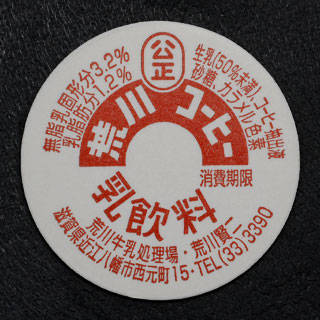 公正
無脂乳固形分3.2%
乳脂肪分1.2%
生乳(50%未満)、コーヒー抽出液
砂糖、カラメル色素
荒川コーヒー
消費期限
乳飲料
荒川牛乳処理場・荒川賢一
滋賀県近江八幡市西元町15・TEL(33)3390